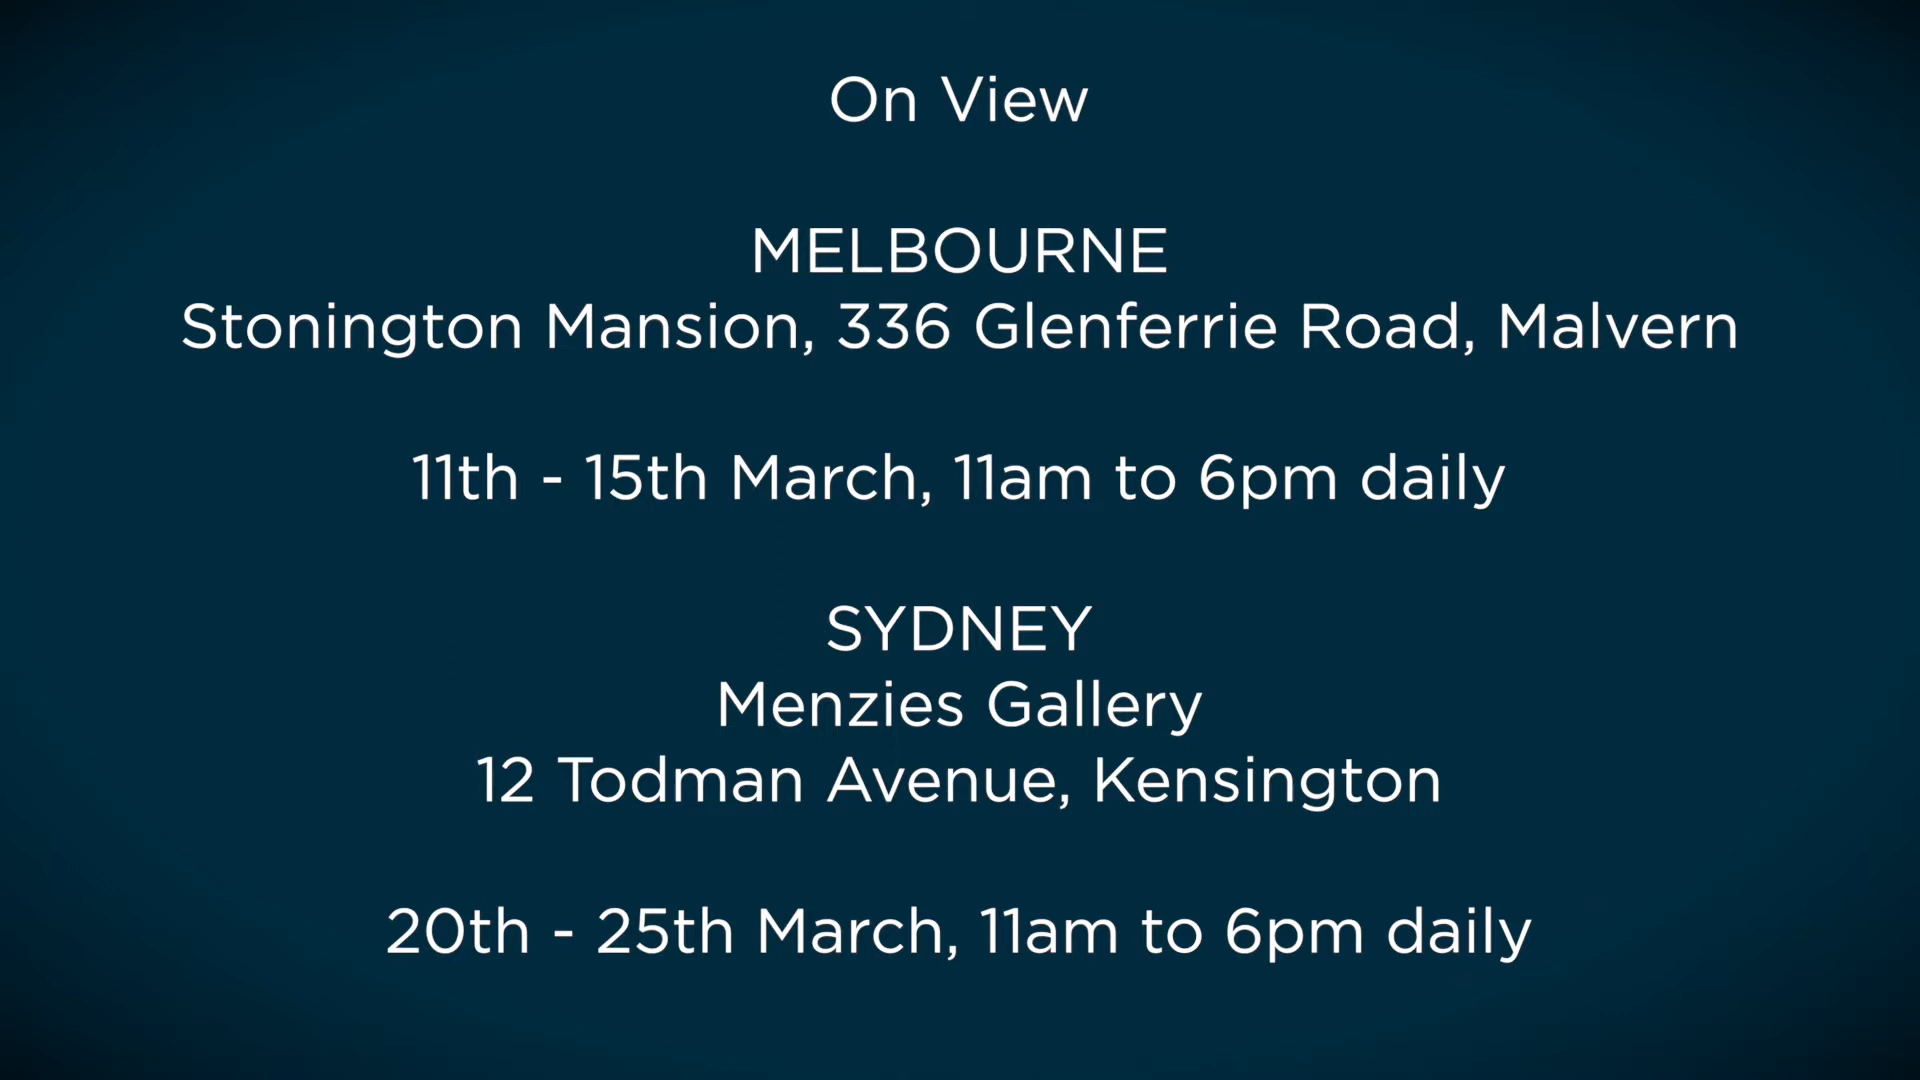 On View
MELBOURNE
Stonington Mansion, 336 Glenferrie Road, Malvern
11th - 15th March, 11am to 6pm daily
SYDNEY
Menzies Gallery
12 Todman Avenue, Kensington
20th - 25th March, 11am to 6pm daily